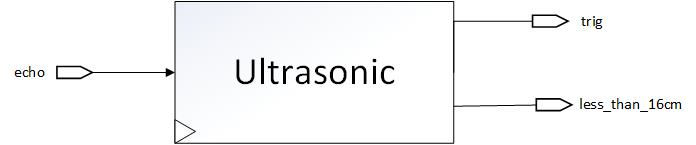 trig
echo
Ultrasonic
less_than_16cm